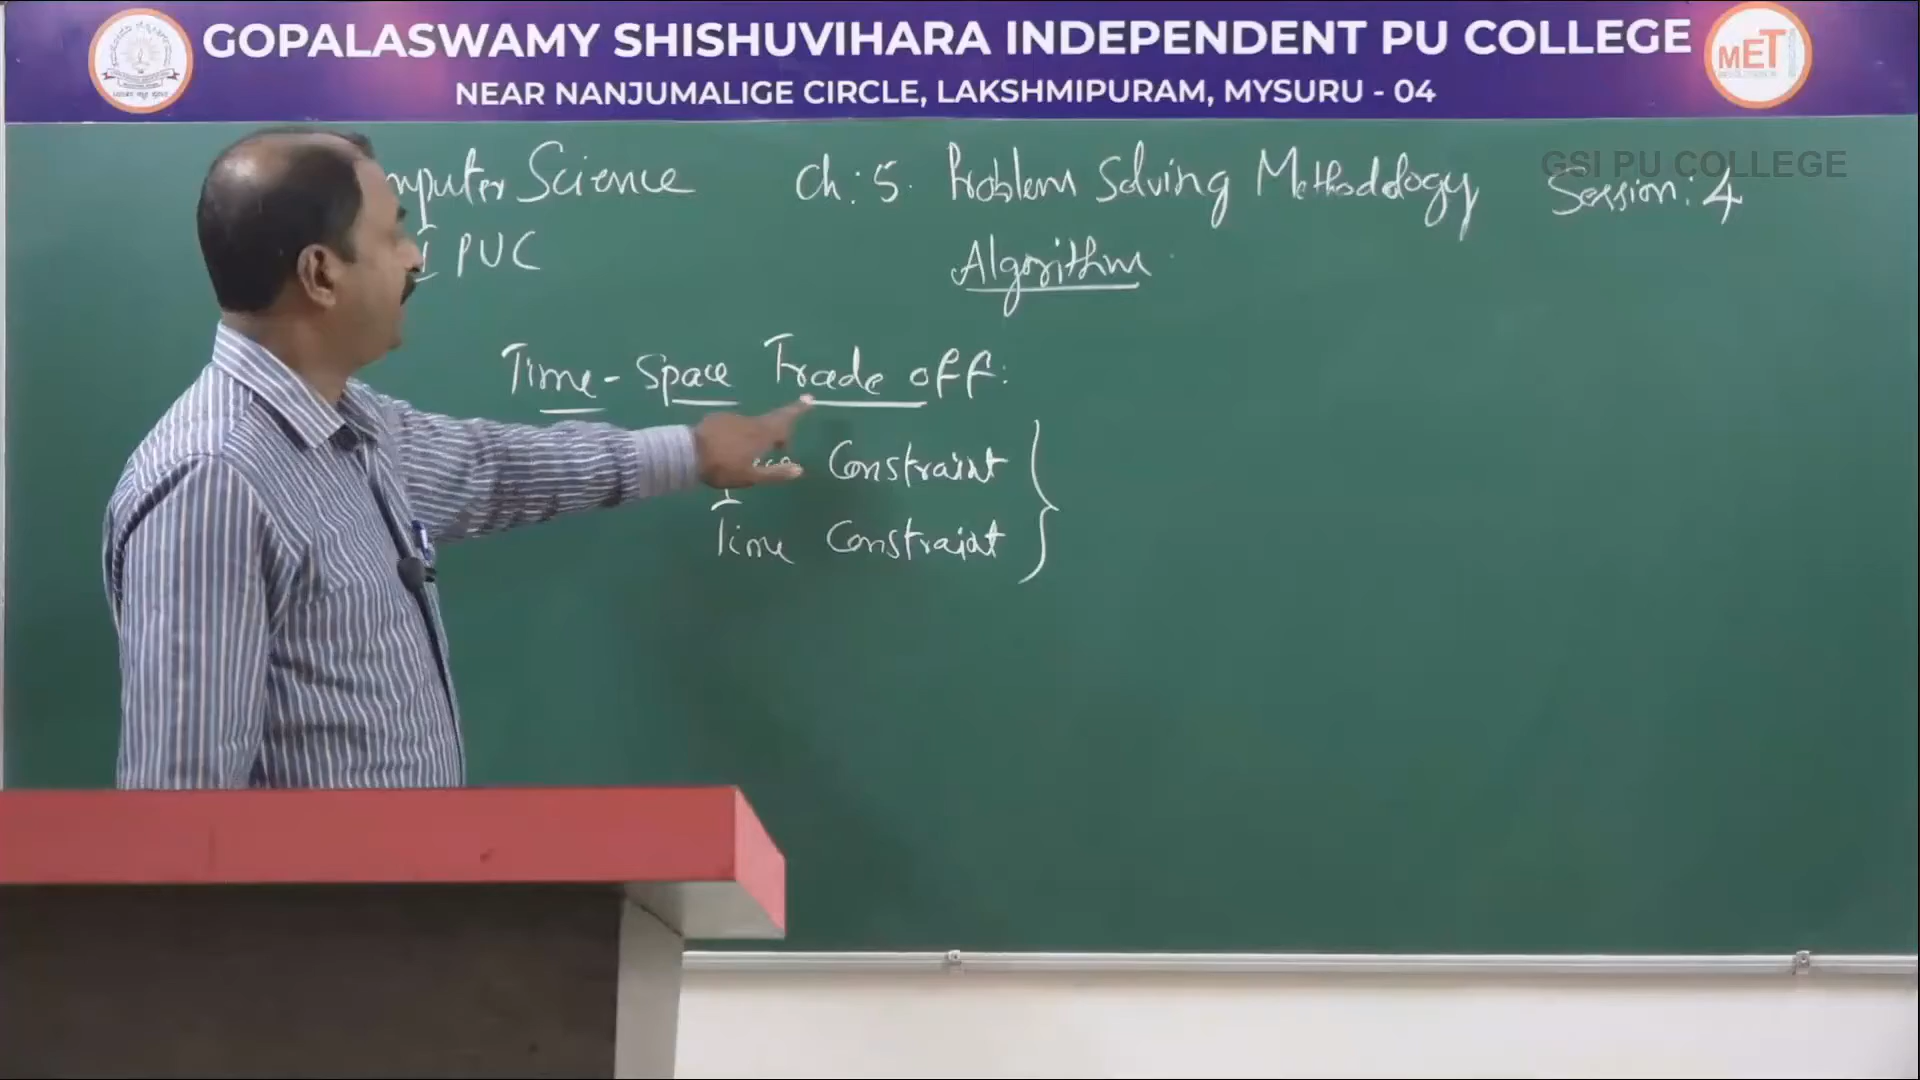 GOPALASWAMY SHISHUVIHARA INDEPENDENT PU COLLEGE
NEAR NANJUMALIGE CIRCLE, LAKSHMIPURAM, MYSURU - 04
MET
GSI PU COLLEGE
Science Ch: 5. Problem Solving Methodology Session: 4
I PUC Algorithm
Time - Space Trade off:
Constraint
Time Constraint